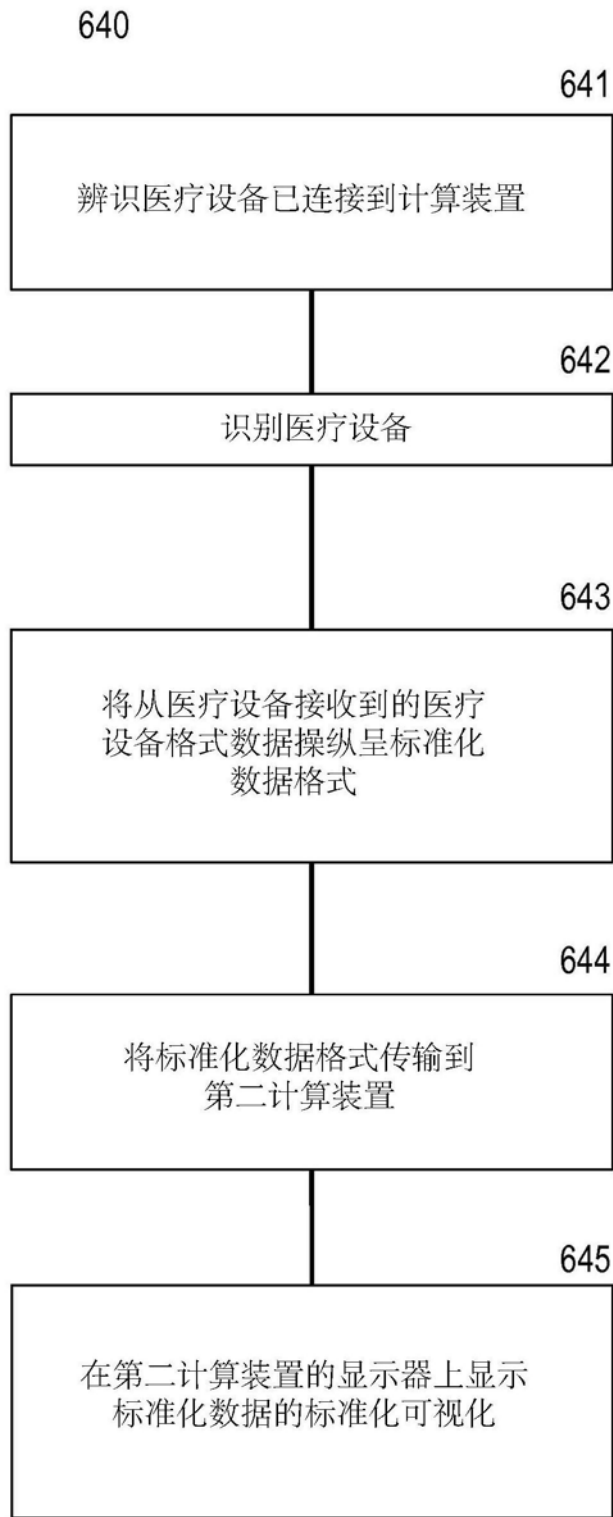 640
641
辨识医疗设备已连接到计算装置
642
识别医疗设备
643
将从医疗设备接收到的医疗
设备格式数据操纵呈标准化
数据格式
644
将标准化数据格式传输到
第二计算装置
645
在第二计算装置的显示器上显示
标准化数据的标准化可视化